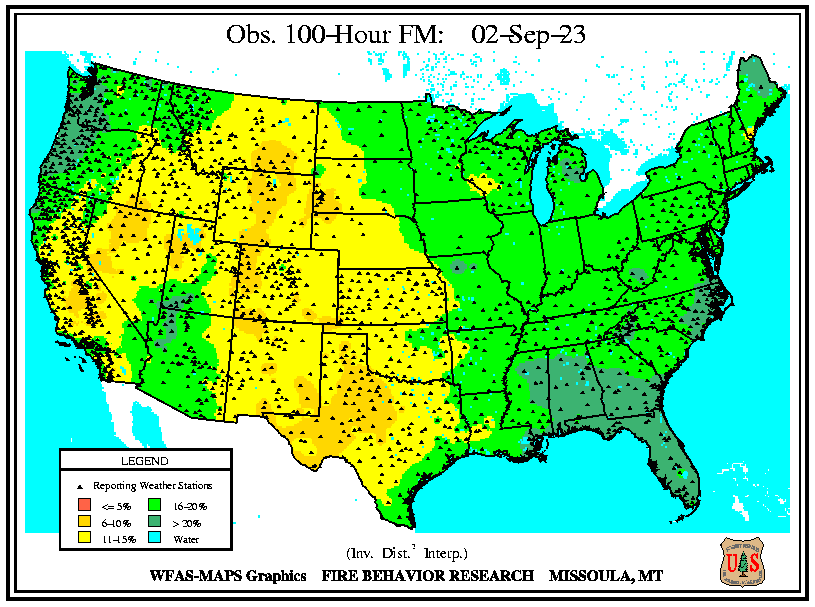 Obs. 100-Hour FM: 02-Sep-23
LEGEND
Reporting Weather Stations
<= 5% 16-20%
6-10% > 20%
11-15% Water
(Inv. Dist.² Interp.)
WFAS-MAPS Graphics FIRE BEHAVIOR RESEARCH MISSOULA, MT
U S